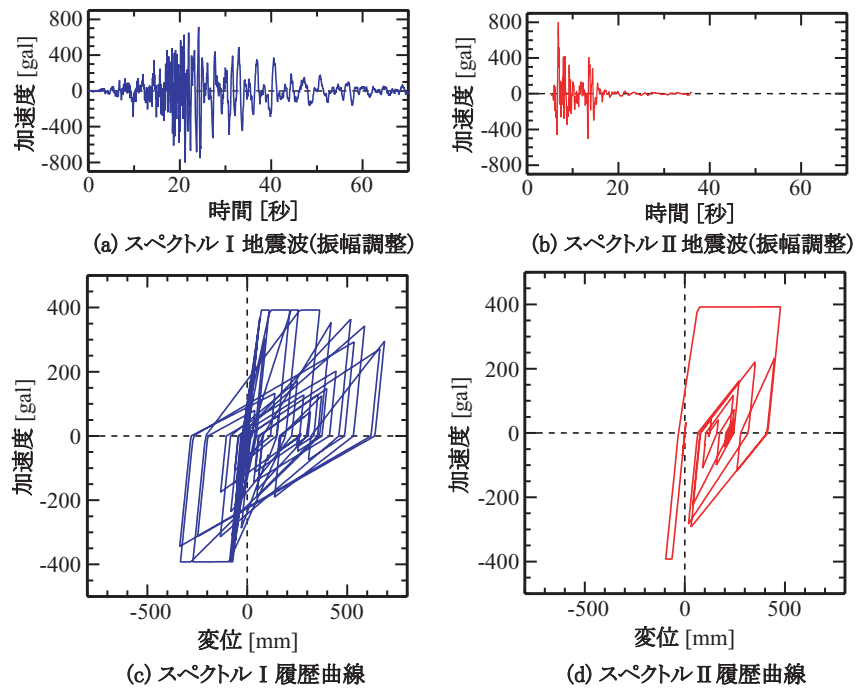 800
400
0
-400
-800
加速度 [gal]
0 20 40 60
時間 [秒]
(a) スペクトル Ⅰ 地震波(振幅調整)
800
400
0
-400
-800
加速度 [gal]
0 20 40 60
時間 [秒]
(b) スペクトル Ⅱ 地震波(振幅調整)
400
200
0
-200
-400
加速度 [gal]
-500 0 500
変位 [mm]
(c) スペクトル Ⅰ 履歴曲線
400
200
0
-200
-400
加速度 [gal]
-500 0 500
変位 [mm]
(d) スペクトル Ⅱ 履歴曲線